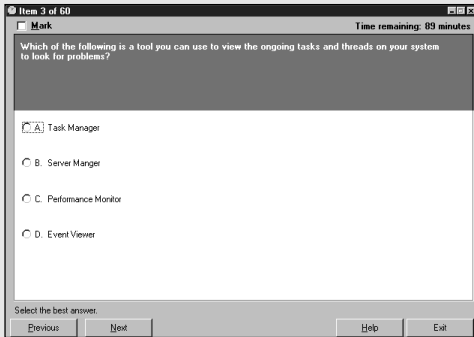 Item 3 of 60
Mark
Time remaining: 89 minutes
Which of the following is a tool you can use to view the ongoing tasks and threads on your system
to look for problems?
A. Task Manager
B. Server Manger
C. Performance Monitor
D. Event Viewer
Select the best answer.
Previous
Next
Help
Exit